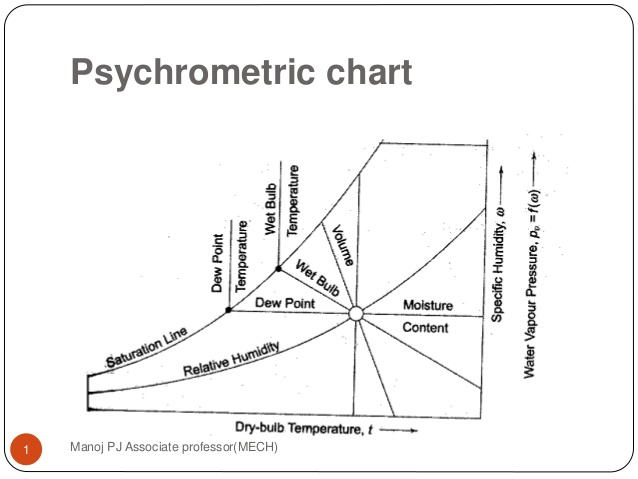 Psychrometric chart
Dew Point
Temperature
Wet Bulb
Temperature
Volume
Wet Bulb
Dew Point
Moisture
Content
Saturation Line
Relative Humidity
Specific Humidity, ω
Water Vapour Pressure, pᵥ = f(ω)
Dry-bulb Temperature, t
1
Manoj PJ Associate professor(MECH)